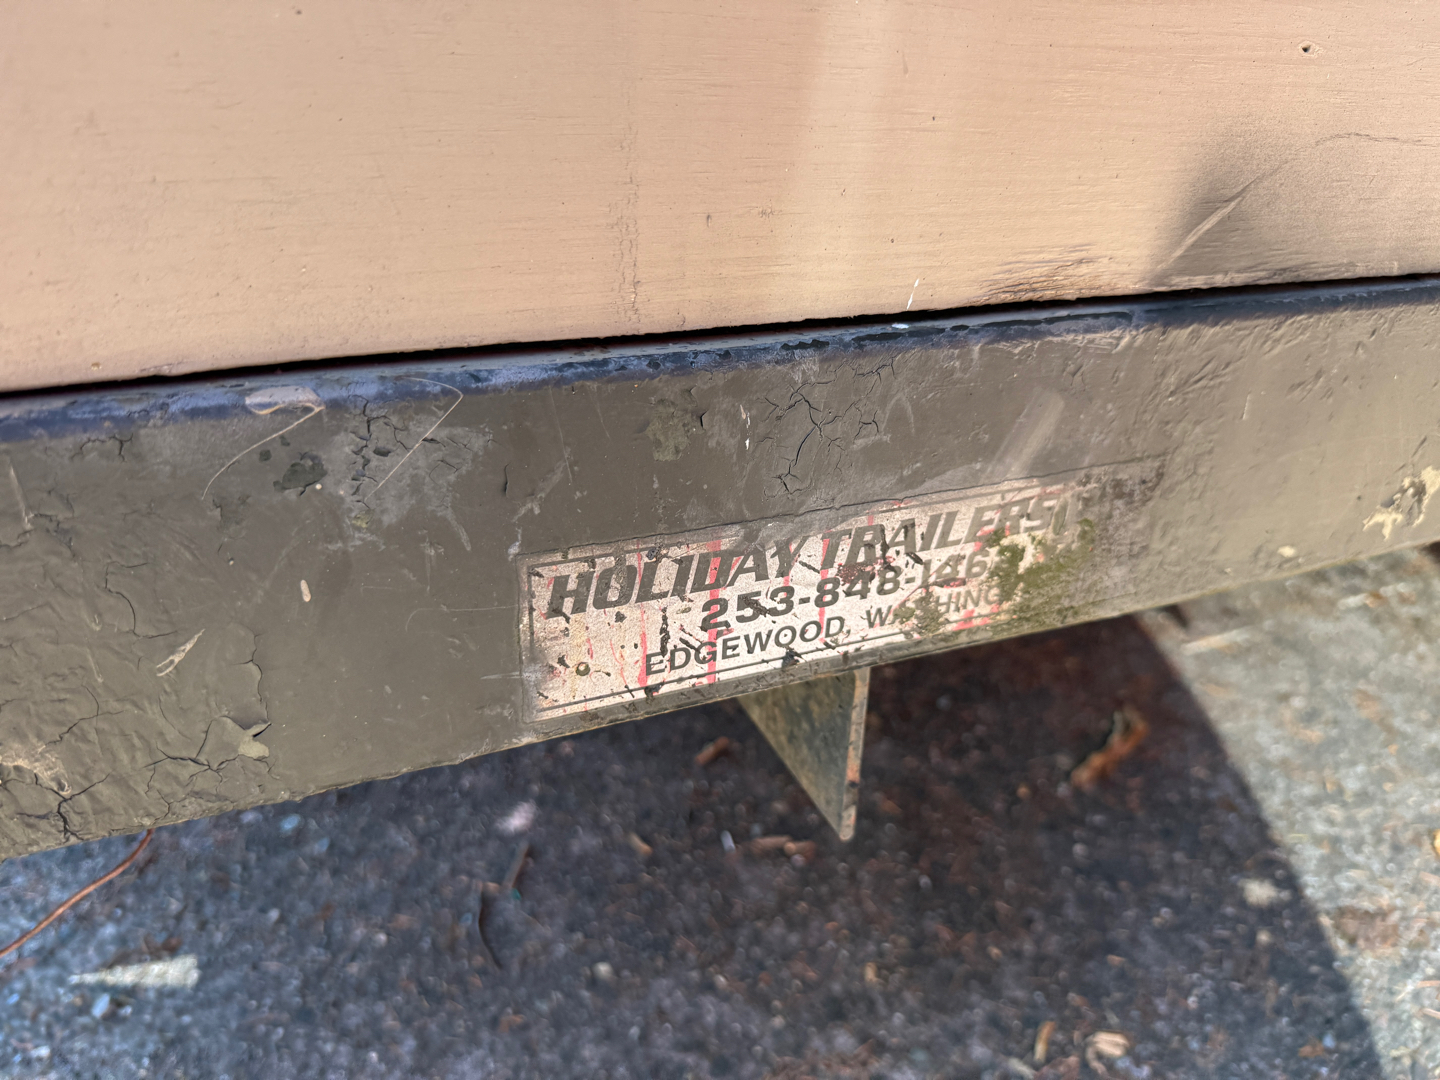 HOLIDAY TRAILERS
253-848-146
EDGEWOOD, WASHING